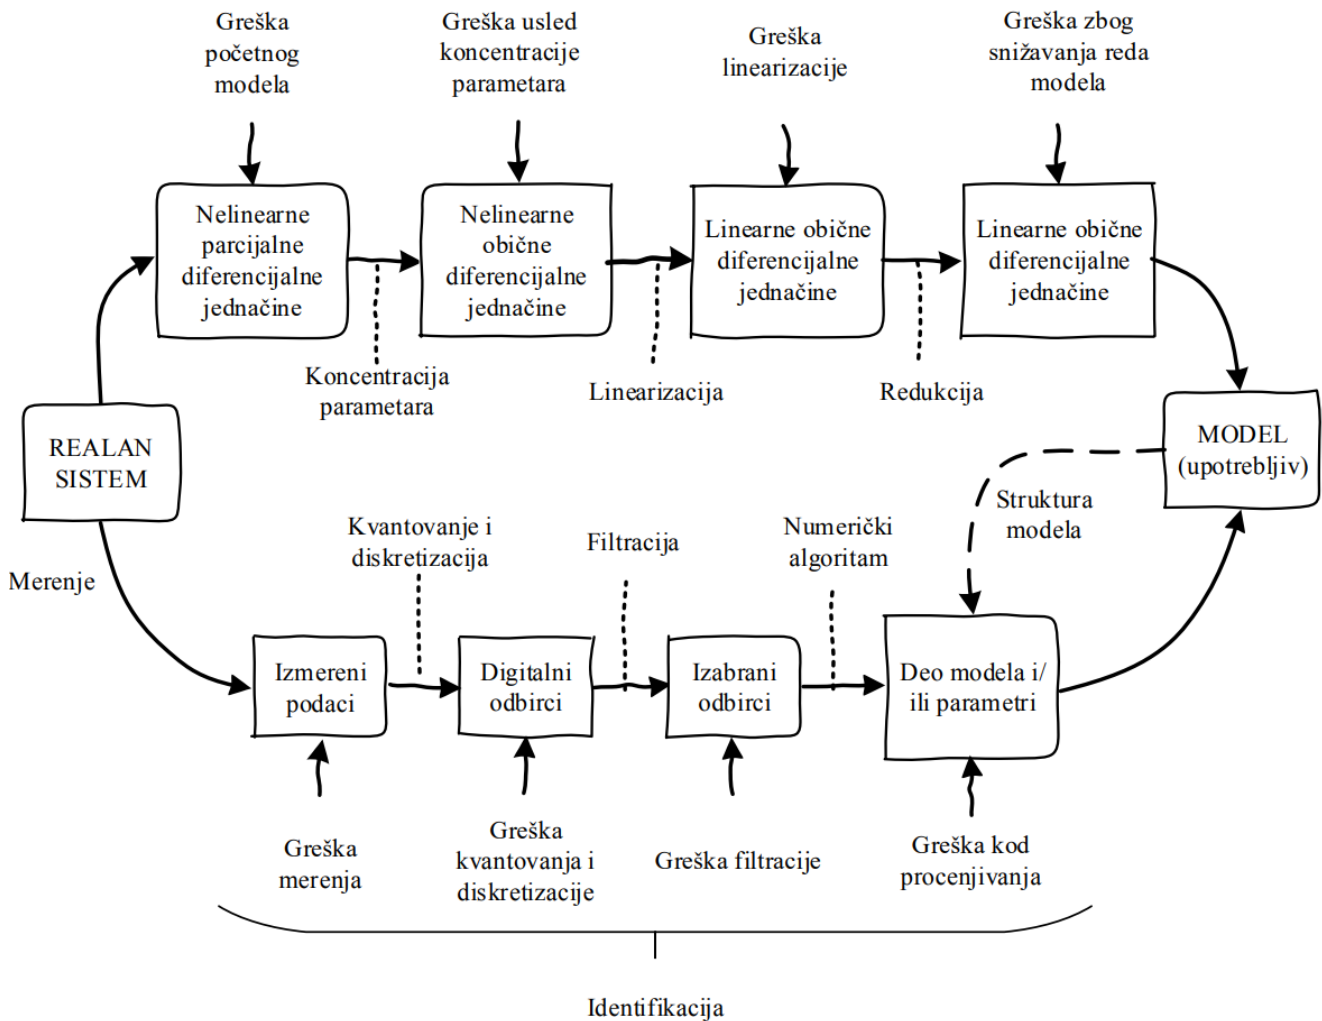 Greška
početnog
modela
Greška usled
koncentracije
parametara
Greška
linearizacije
Greška zbog
snižavanja reda
modela
Nelinearne
parcijalne
diferencijalne
jednačine
Nelinearne
obične
diferencijalne
jednačine
Linearne obične
diferencijalne
jednačine
Linearne obične
diferencijalne
jednačine
Koncentracija
parametara
Linearizacija
Redukcija
REALAN
SISTEM
MODEL
(upotrebljiv)
Struktura
modela
Merenje
Kvantovanje i
diskretizacija
Filtracija
Numerički
algoritam
Izmereni
podaci
Digitalni
odbirci
Izabrani
odbirci
Deo modela i/
ili parametri
Greška
merenja
Greška
kvantovanja i
diskretizacije
Greška filtracije
Greška kod
procenjivanja
Identifikacija